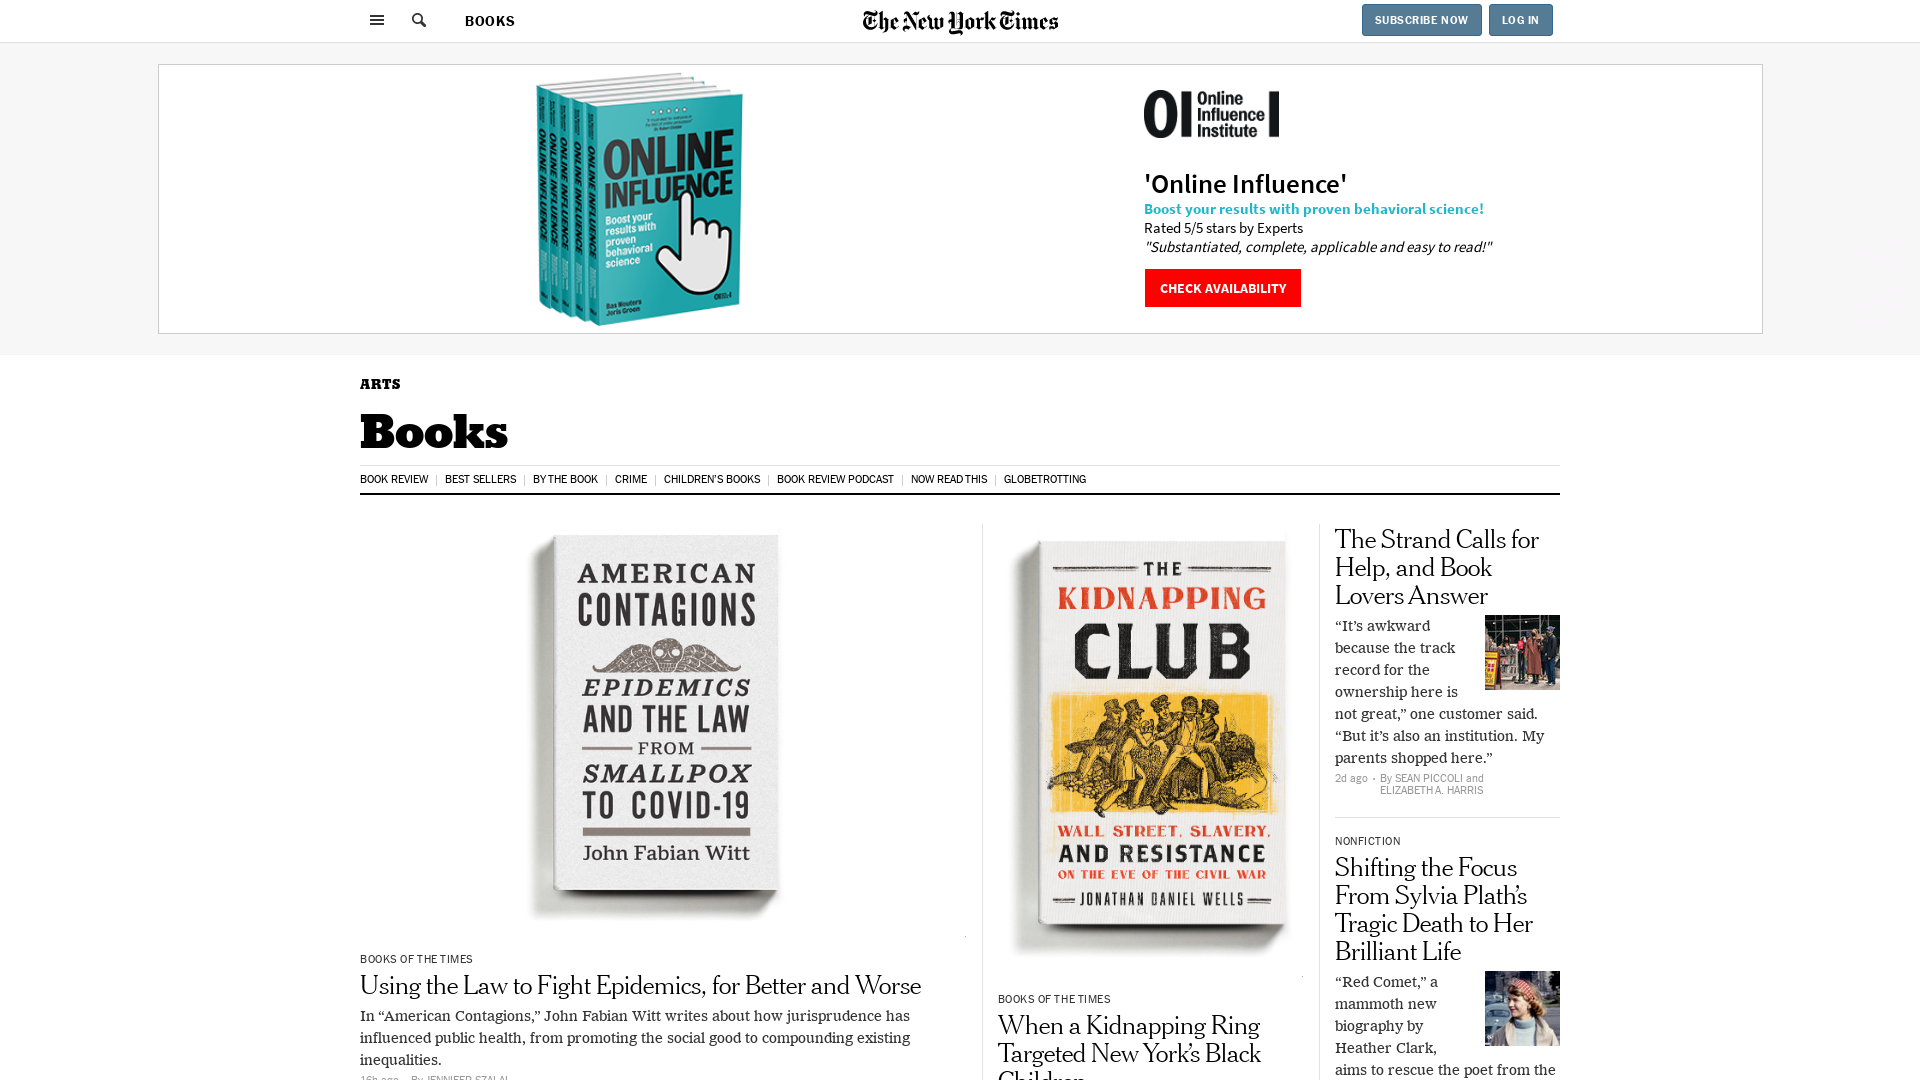 BOOKS
The New York Times
SUBSCRIBE NOW
LOG IN
ONLINE
INFLUENCE
Boost your
results with
proven
behavioral
science
Bas Wouters
Joris Groen
OI Online
Influence
Institute
'Online Influence'
Boost your results with proven behavioral science!
Rated 5/5 stars by Experts
"Substantiated, complete, applicable and easy to read!"
CHECK AVAILABILITY
ARTS
Books
BOOK REVIEW
BEST SELLERS
BY THE BOOK
CRIME
CHILDREN'S BOOKS
BOOK REVIEW PODCAST
NOW READ THIS
GLOBETROTTING
AMERICAN
CONTAGIONS
EPIDEMICS
AND THE LAW
FROM
SMALLPOX
TO COVID-19
John Fabian Witt
BOOKS OF THE TIMES
Using the Law to Fight Epidemics, for Better and Worse
In “American Contagions,” John Fabian Witt writes about how jurisprudence has
influenced public health, from promoting the social good to compounding existing
inequalities.
16h ago · By JENNIFER SZALAI
THE
KIDNAPPING
CLUB
WALL STREET, SLAVERY,
AND RESISTANCE
ON THE EVE OF THE CIVIL WAR
JONATHAN DANIEL WELLS
BOOKS OF THE TIMES
When a Kidnapping Ring
Targeted New York’s Black
Children
The Strand Calls for
Help, and Book
Lovers Answer
“It’s awkward
because the track
record for the
ownership here is
not great,” one customer said.
“But it’s also an institution. My
parents shopped here.”
2d ago · By SEAN PICCOLI and
ELIZABETH A. HARRIS
NONFICTION
Shifting the Focus
From Sylvia Plath’s
Tragic Death to Her
Brilliant Life
“Red Comet,” a
mammoth new
biography by
Heather Clark,
aims to rescue the poet from the